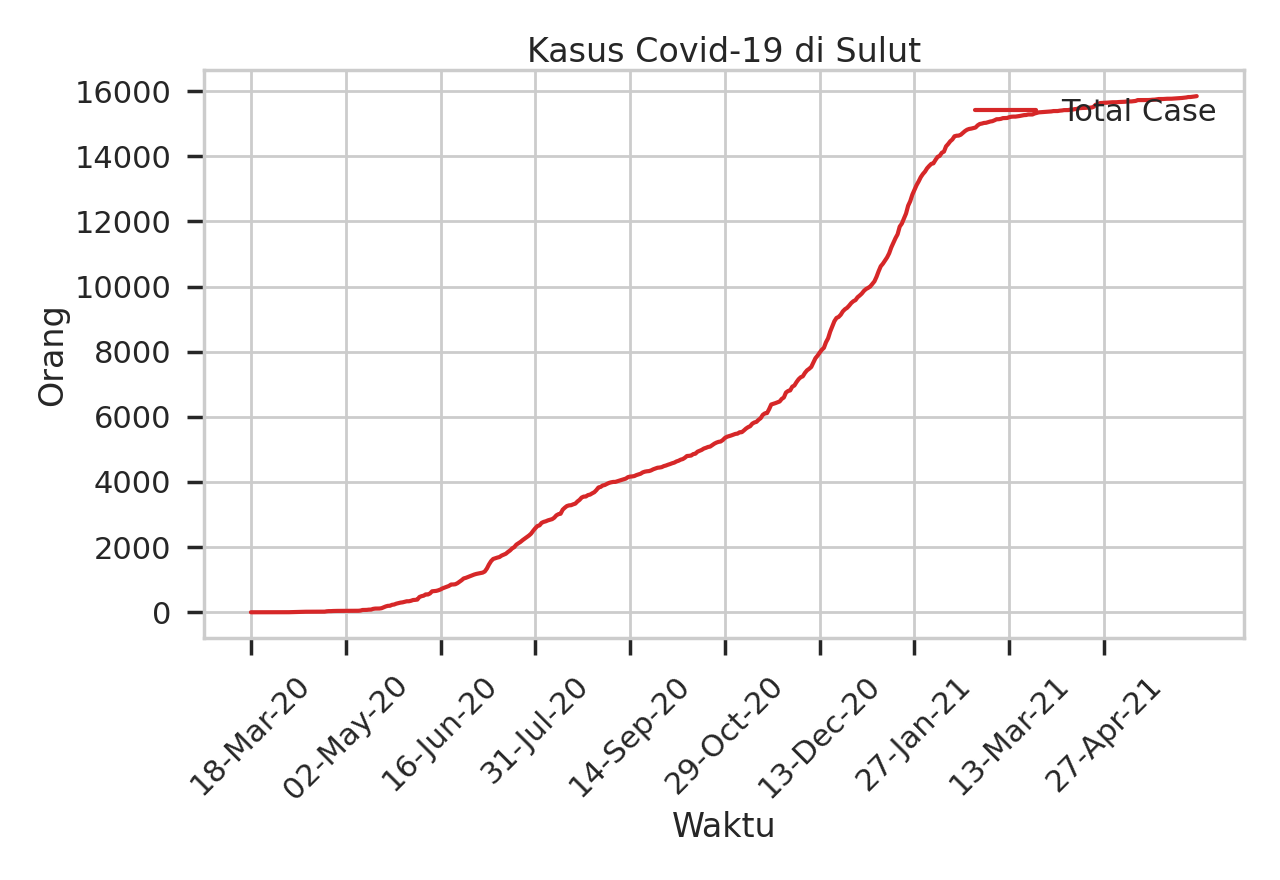 Kasus Covid-19 di Sulut
Total Case
Orang
16000
14000
12000
10000
8000
6000
4000
2000
0
18-Mar-20
02-May-20
16-Jun-20
31-Jul-20
14-Sep-20
29-Oct-20
13-Dec-20
27-Jan-21
13-Mar-21
27-Apr-21
Waktu